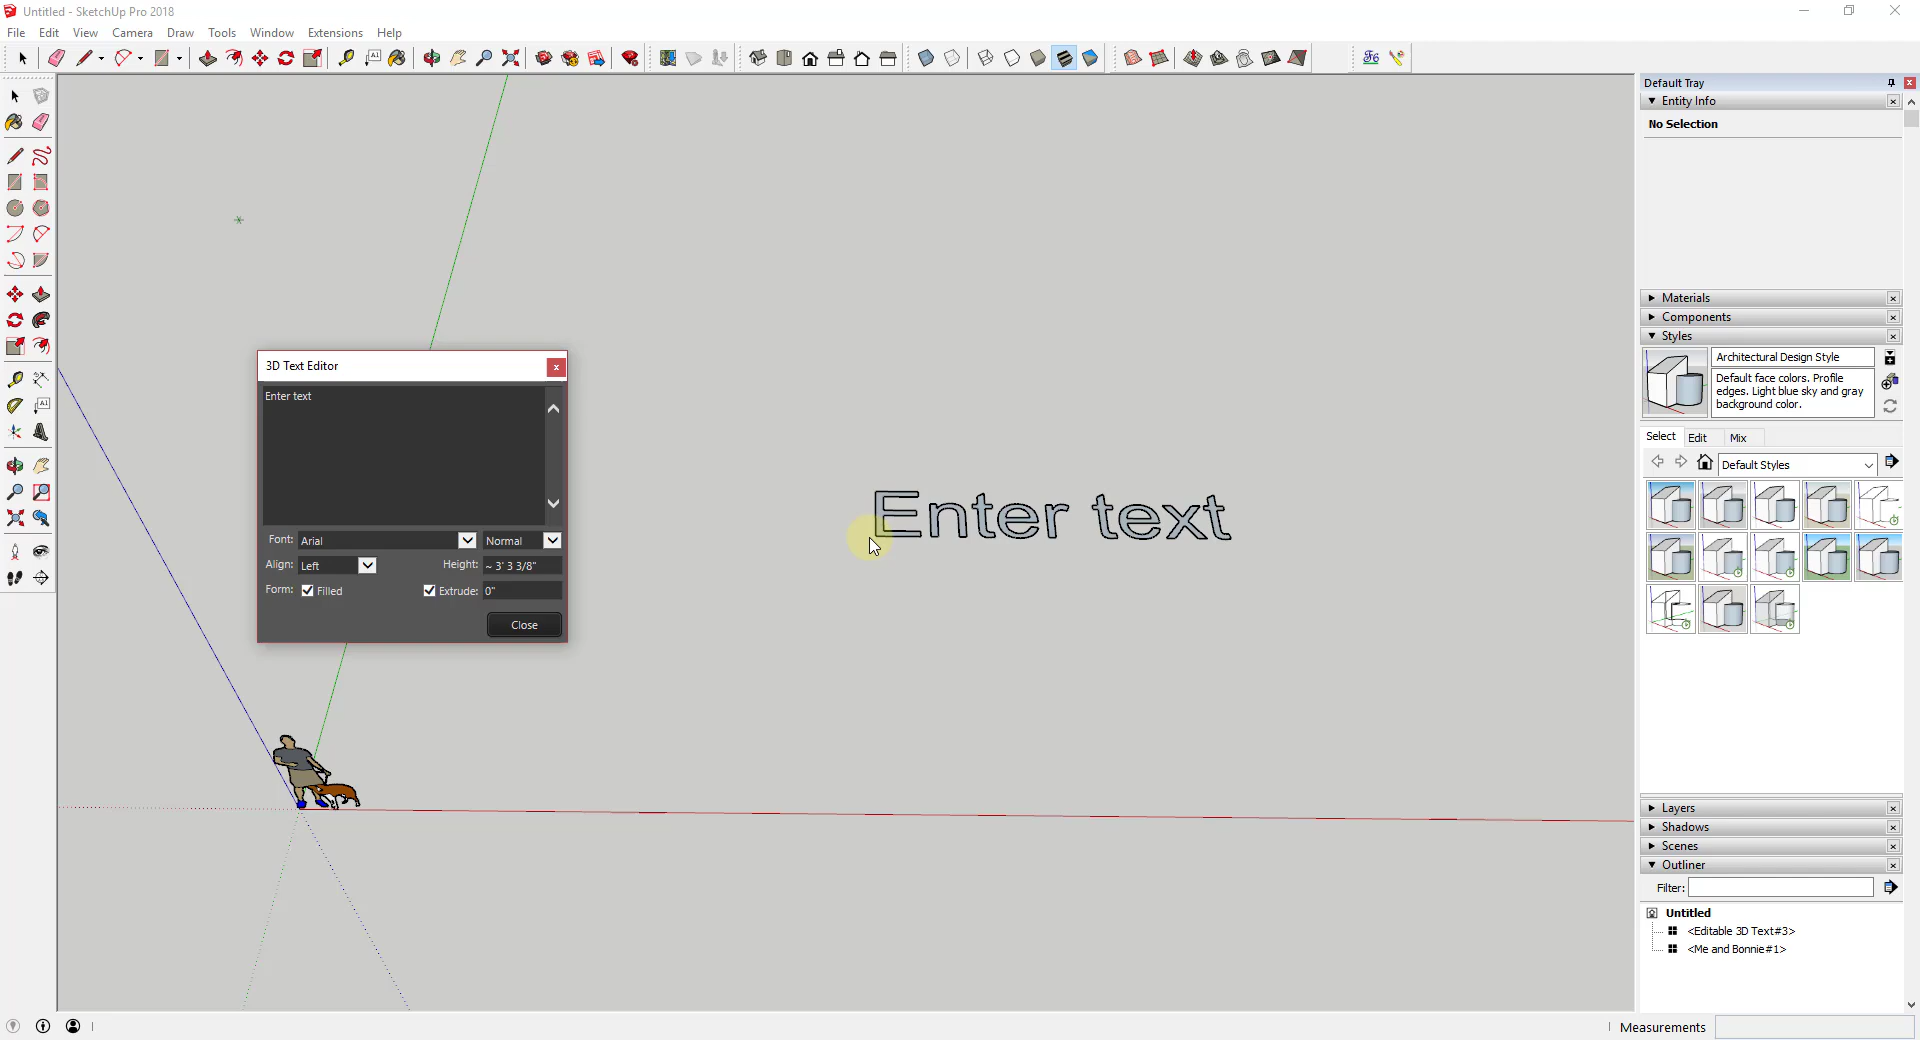 Untitled - SketchUp Pro 2018
File Edit View Camera Draw Tools Window Extensions Help
Default Tray
Entity Info
No Selection
Materials
Components
Styles
Architectural Design Style
Default face colors. Profile
edges. Light blue sky and gray
background color.
Select Edit Mix
Default Styles
3D Text Editor
Enter text
Font: Arial Normal
Align: Left Height: ~ 3' 3 3/8"
Form: Filled Extrude: 0"
Close
Enter text
Layers
Shadows
Scenes
Outliner
Filter:
Untitled
<Editable 3D Text#3>
<Me and Bonnie#1>
Measurements